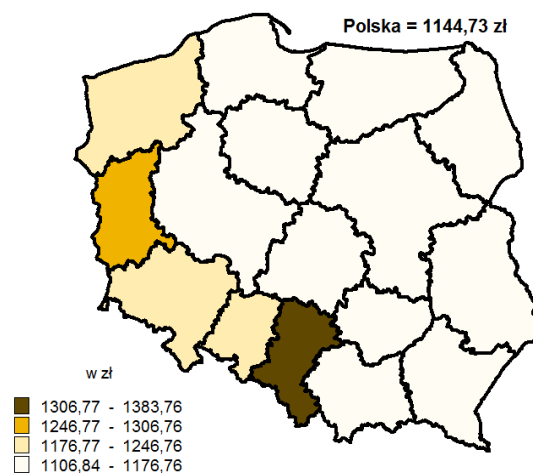 Polska = 1144,73 zł
w zł
1306,77 - 1383,76
1246,77 - 1306,76
1176,77 - 1246,76
1106,84 - 1176,76